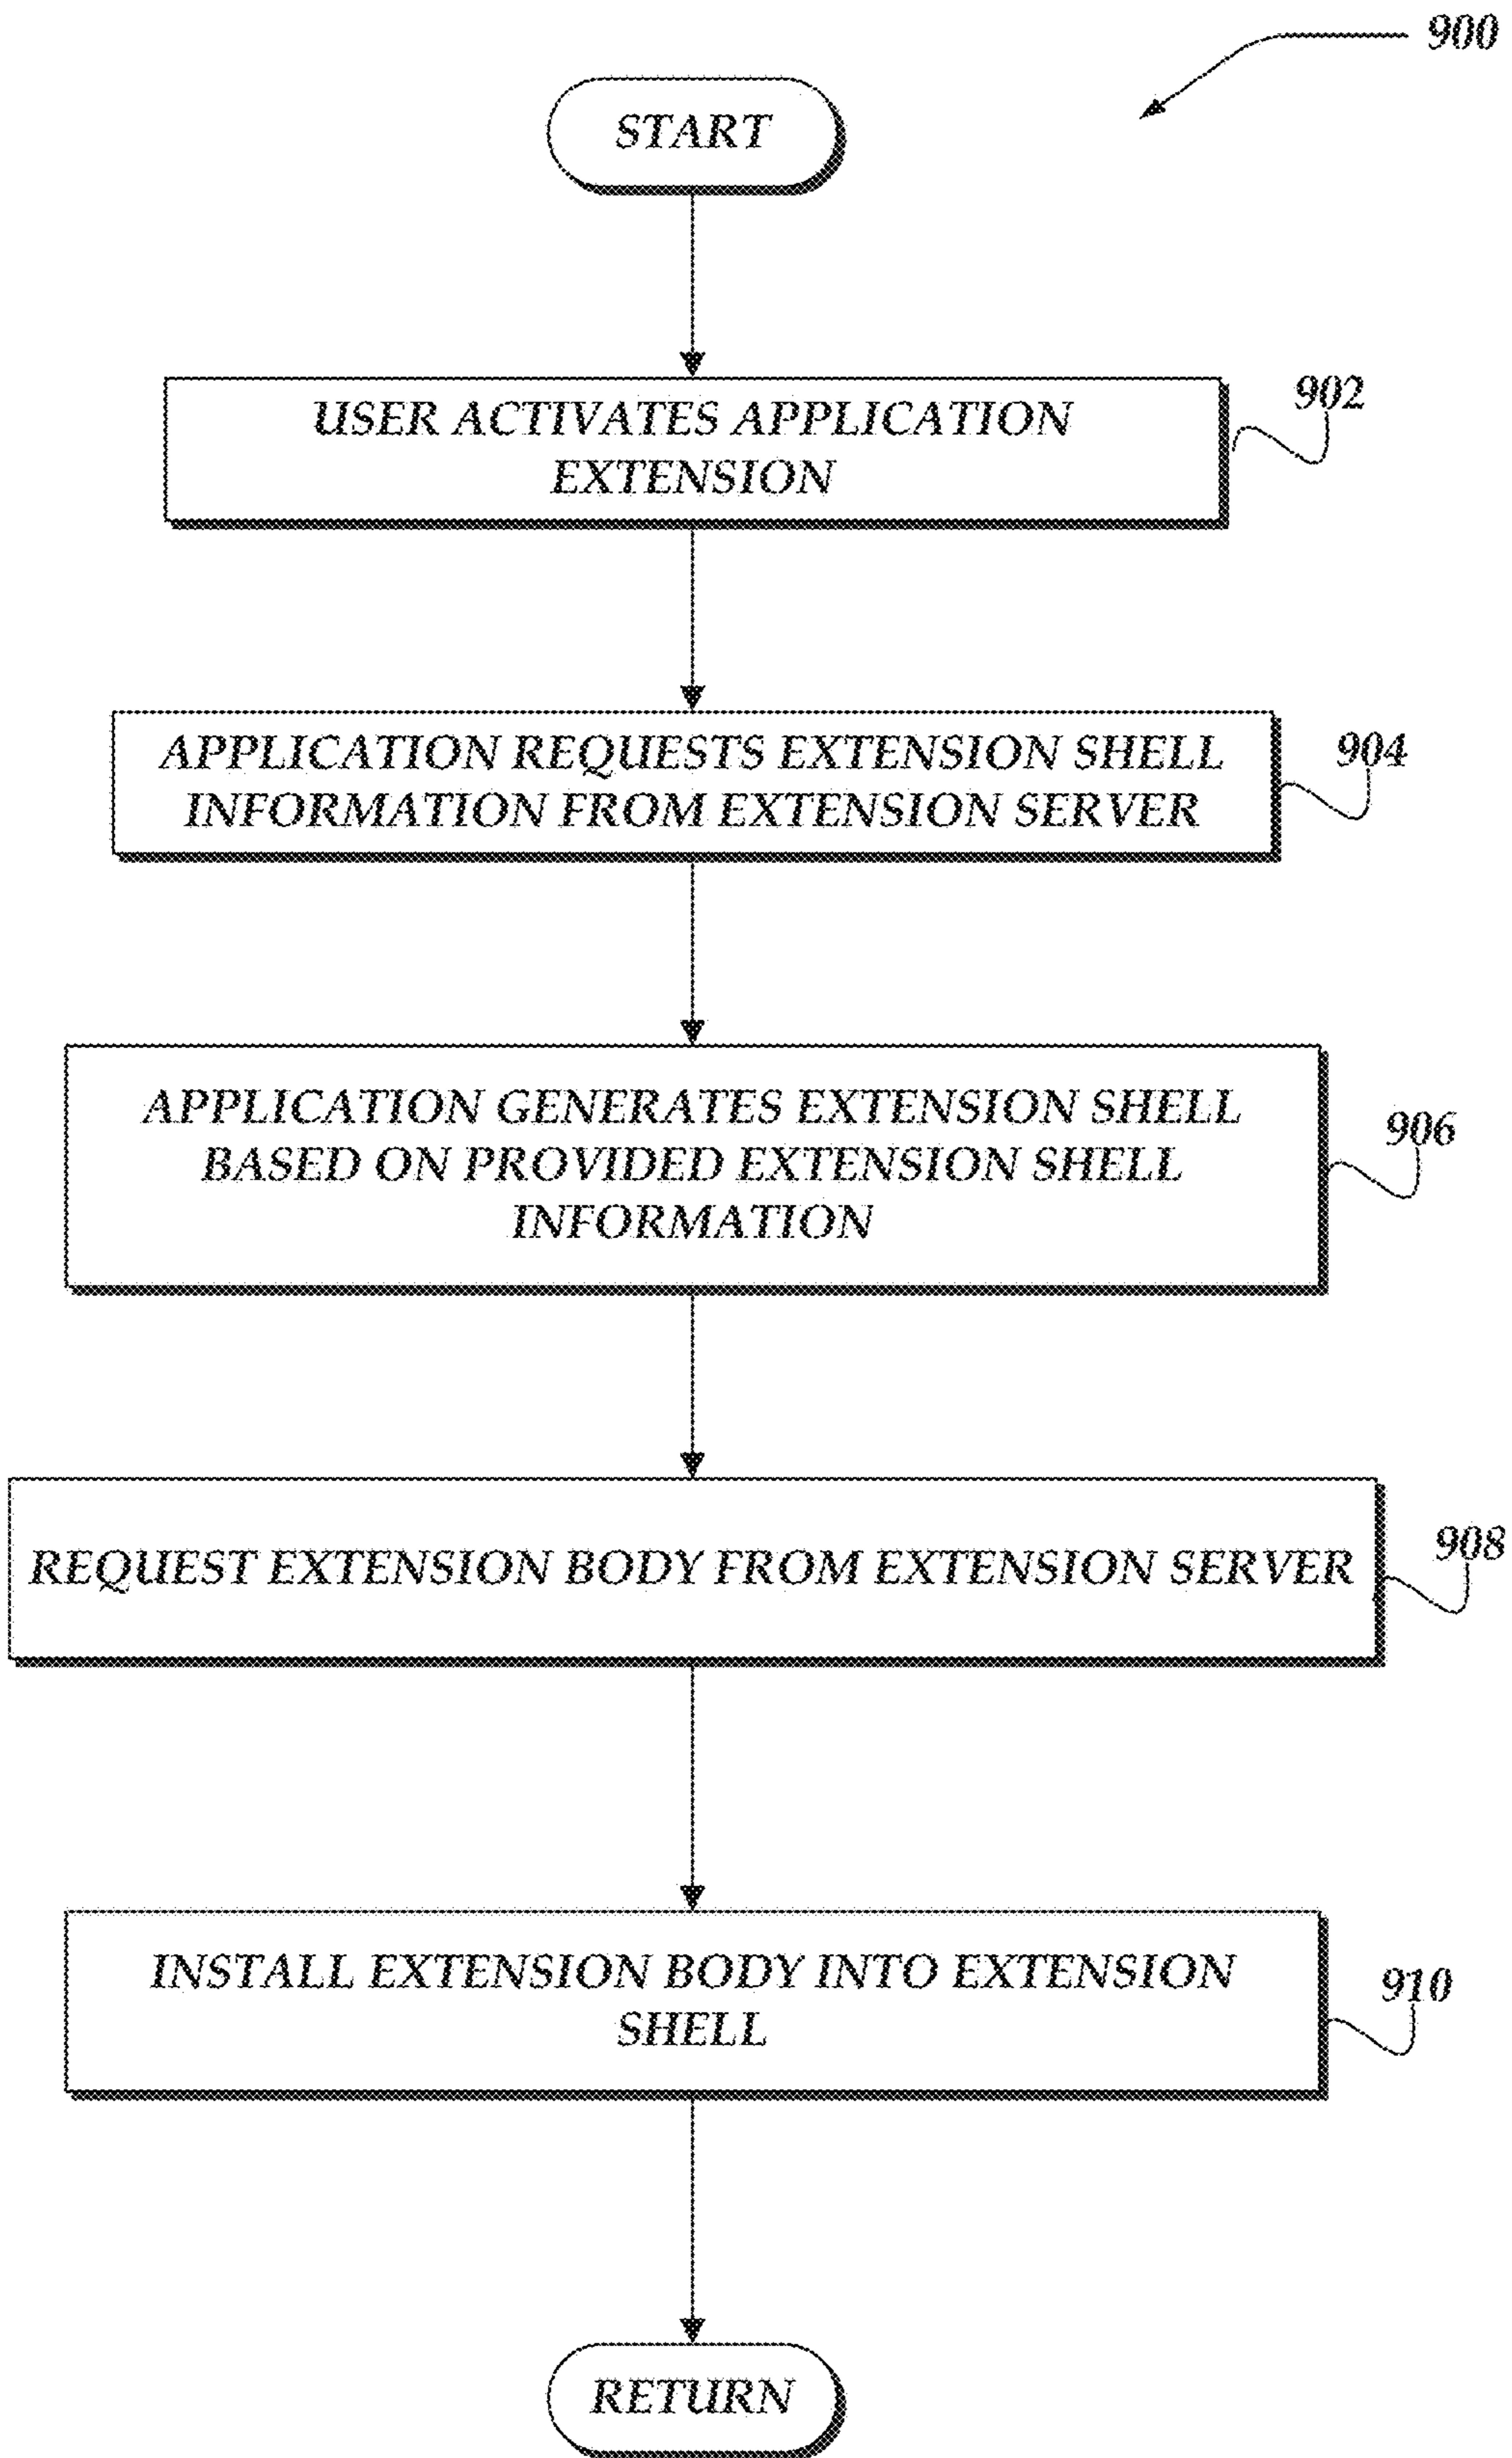 900
START
USER ACTIVATES APPLICATION
EXTENSION
902
APPLICATION REQUESTS EXTENSION SHELL
INFORMATION FROM EXTENSION SERVER
904
APPLICATION GENERATES EXTENSION SHELL
BASED ON PROVIDED EXTENSION SHELL
INFORMATION
906
REQUEST EXTENSION BODY FROM EXTENSION SERVER
908
INSTALL EXTENSION BODY INTO EXTENSION
SHELL
910
RETURN